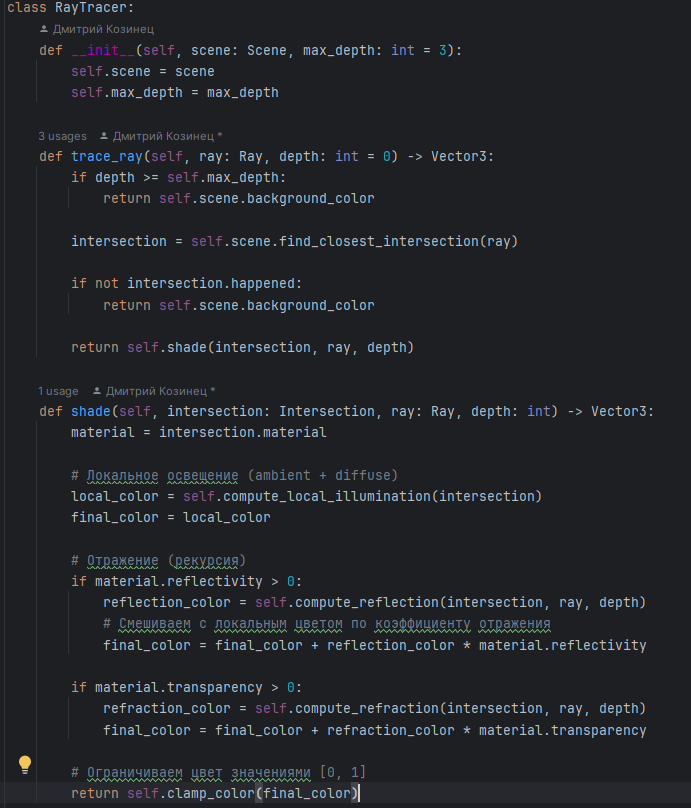 class RayTracer:
Дмитрий Козинец
def __init__(self, scene: Scene, max_depth: int = 3):
self.scene = scene
self.max_depth = max_depth
3 usages Дмитрий Козинец *
def trace_ray(self, ray: Ray, depth: int = 0) -> Vector3:
if depth >= self.max_depth:
return self.scene.background_color
intersection = self.scene.find_closest_intersection(ray)
if not intersection.happened:
return self.scene.background_color
return self.shade(intersection, ray, depth)
1 usage Дмитрий Козинец *
def shade(self, intersection: Intersection, ray: Ray, depth: int) -> Vector3:
material = intersection.material
# Локальное освещение (ambient + diffuse)
local_color = self.compute_local_illumination(intersection)
final_color = local_color
# Отражение (рекурсия)
if material.reflectivity > 0:
reflection_color = self.compute_reflection(intersection, ray, depth)
# Смешиваем с локальным цветом по коэффициенту отражения
final_color = final_color + reflection_color * material.reflectivity
if material.transparency > 0:
refraction_color = self.compute_refraction(intersection, ray, depth)
final_color = final_color + refraction_color * material.transparency
# Ограничиваем цвет значениями [0, 1]
return self.clamp_color(final_color)